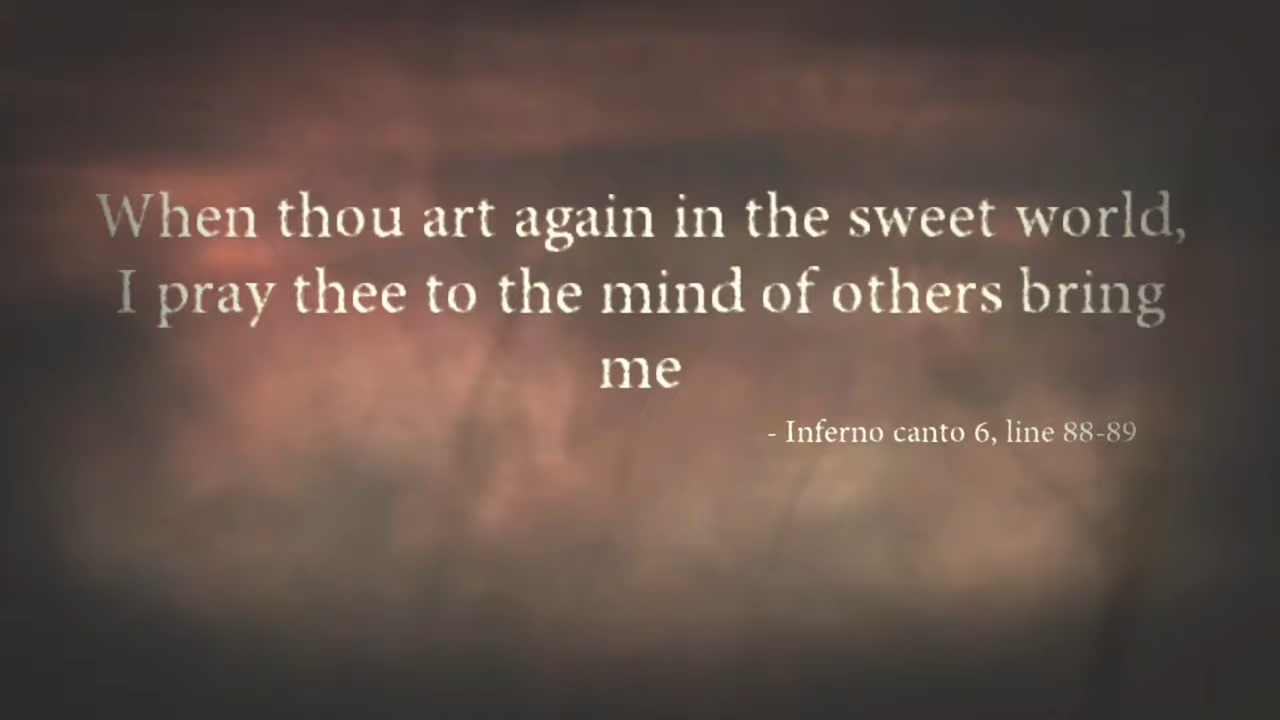 When thou art again in the sweet world,
I pray thee to the mind of others bring
me
- Inferno canto 6, line 88-89